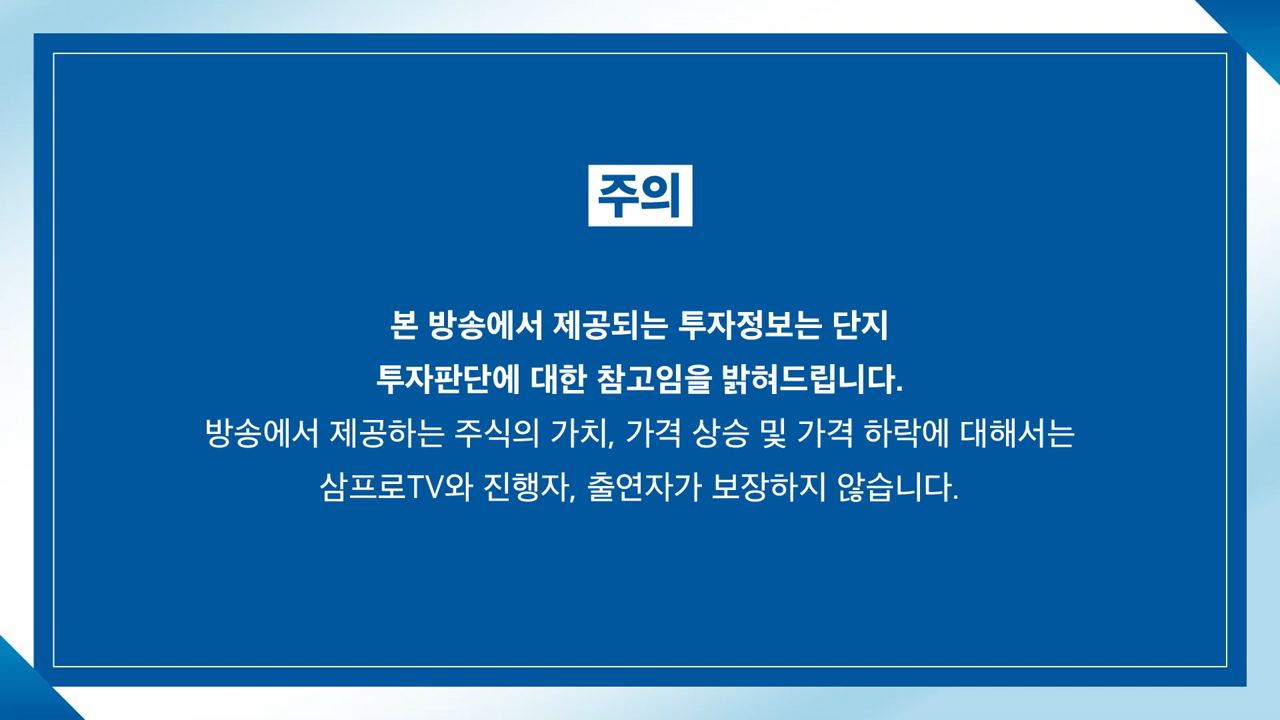 주의
본 방송에서 제공되는 투자정보는 단지
투자판단에 대한 참고임을 밝혀드립니다.
방송에서 제공하는 주식의 가치, 가격 상승 및 가격 하락에 대해서는
삼프로TV와 진행자, 출연자가 보장하지 않습니다.